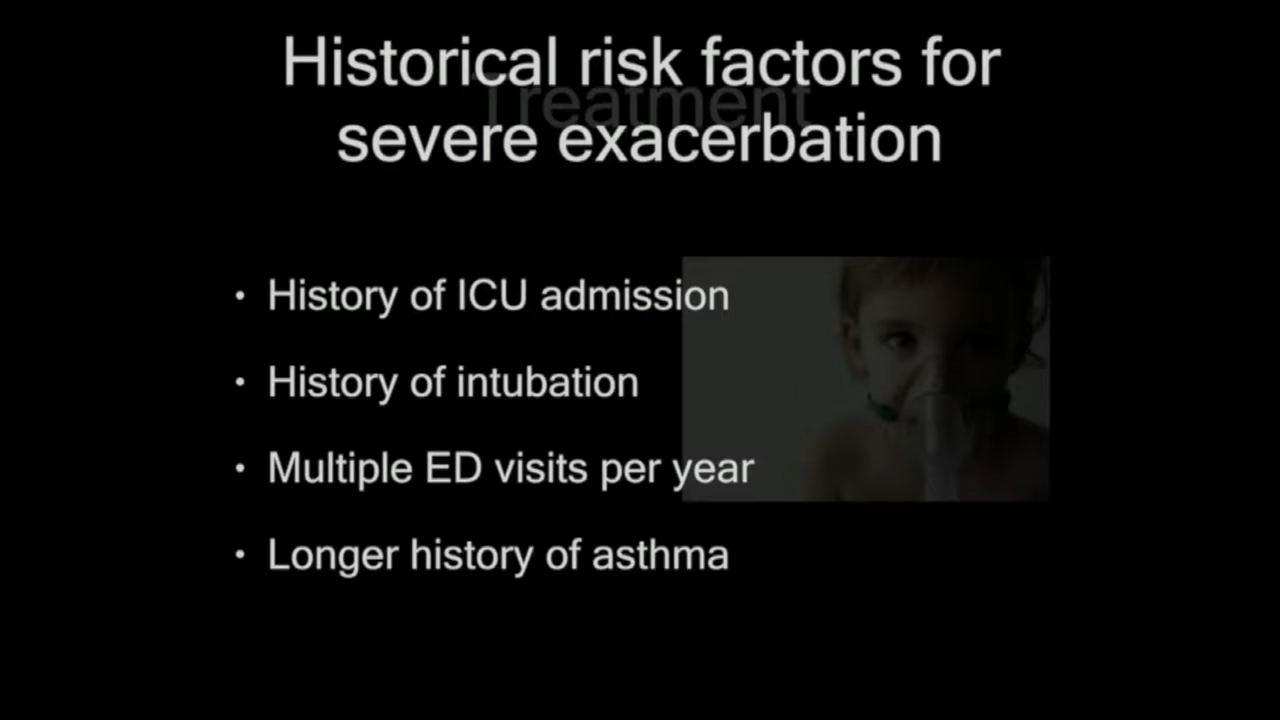 Historical risk factors for
Treatment
severe exacerbation
• History of ICU admission
• History of intubation
• Multiple ED visits per year
• Longer history of asthma